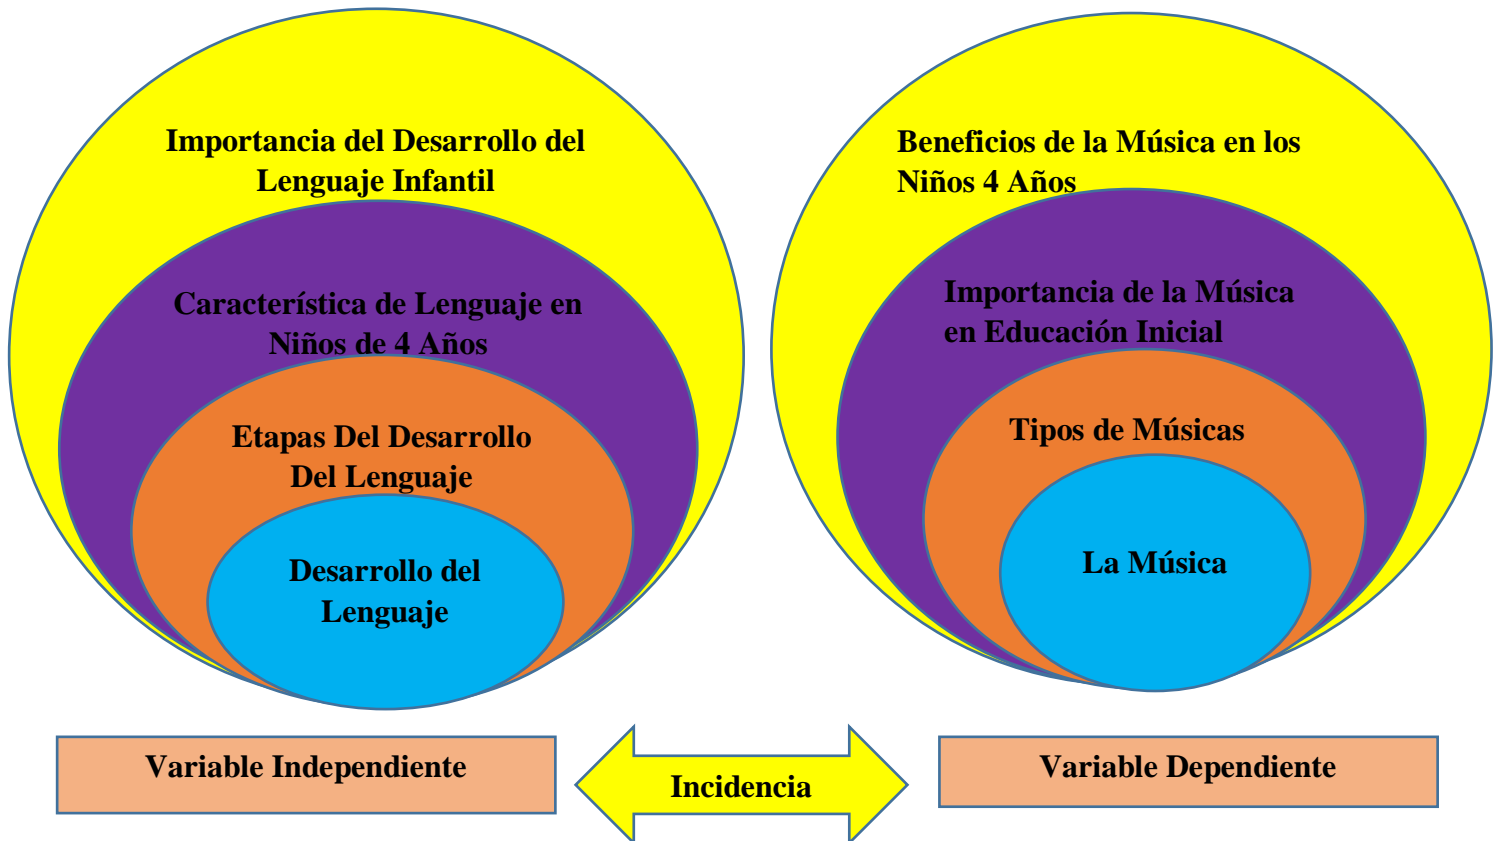 Importancia del Desarrollo del
Lenguaje Infantil
Característica de Lenguaje en
Niños de 4 Años
Etapas Del Desarrollo
Del Lenguaje
Desarrollo del
Lenguaje
Beneficios de la Música en los
Niños 4 Años
Importancia de la Música
en Educación Inicial
Tipos de Músicas
La Música
Variable Independiente
Incidencia
Variable Dependiente